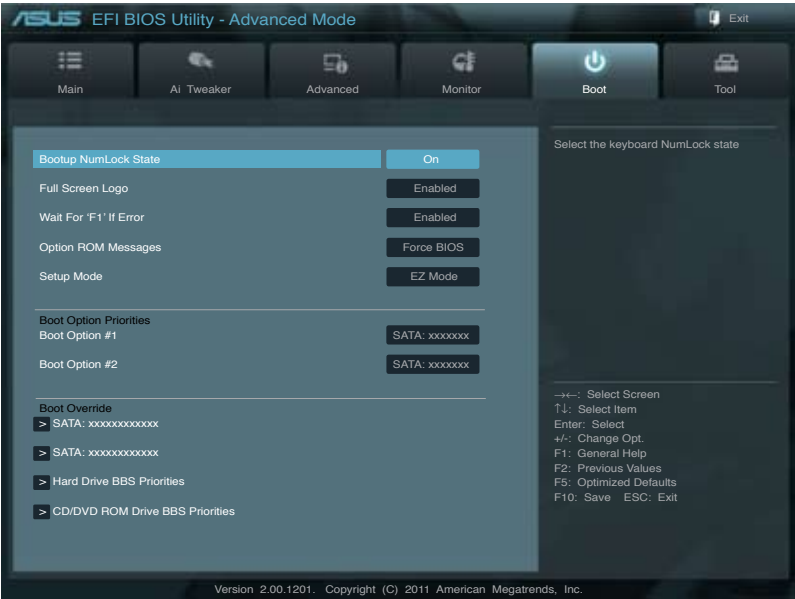 ASUS EFI BIOS Utility - Advanced Mode
Exit
Main
Ai Tweaker
Advanced
Monitor
Boot
Tool
Bootup NumLock State On
Full Screen Logo Enabled
Wait For ‘F1’ If Error Enabled
Option ROM Messages Force BIOS
Setup Mode EZ Mode
Boot Option Priorities
Boot Option #1 SATA: xxxxxxx
Boot Option #2 SATA: xxxxxxx
Boot Override
> SATA: xxxxxxxxxxxx
> SATA: xxxxxxxxxxxx
> Hard Drive BBS Priorities
> CD/DVD ROM Drive BBS Priorities
Select the keyboard NumLock state
→←: Select Screen
↑↓: Select Item
Enter: Select
+/-: Change Opt.
F1: General Help
F2: Previous Values
F5: Optimized Defaults
F10: Save ESC: Exit
Version 2.00.1201. Copyright (C) 2011 American Megatrends, Inc.